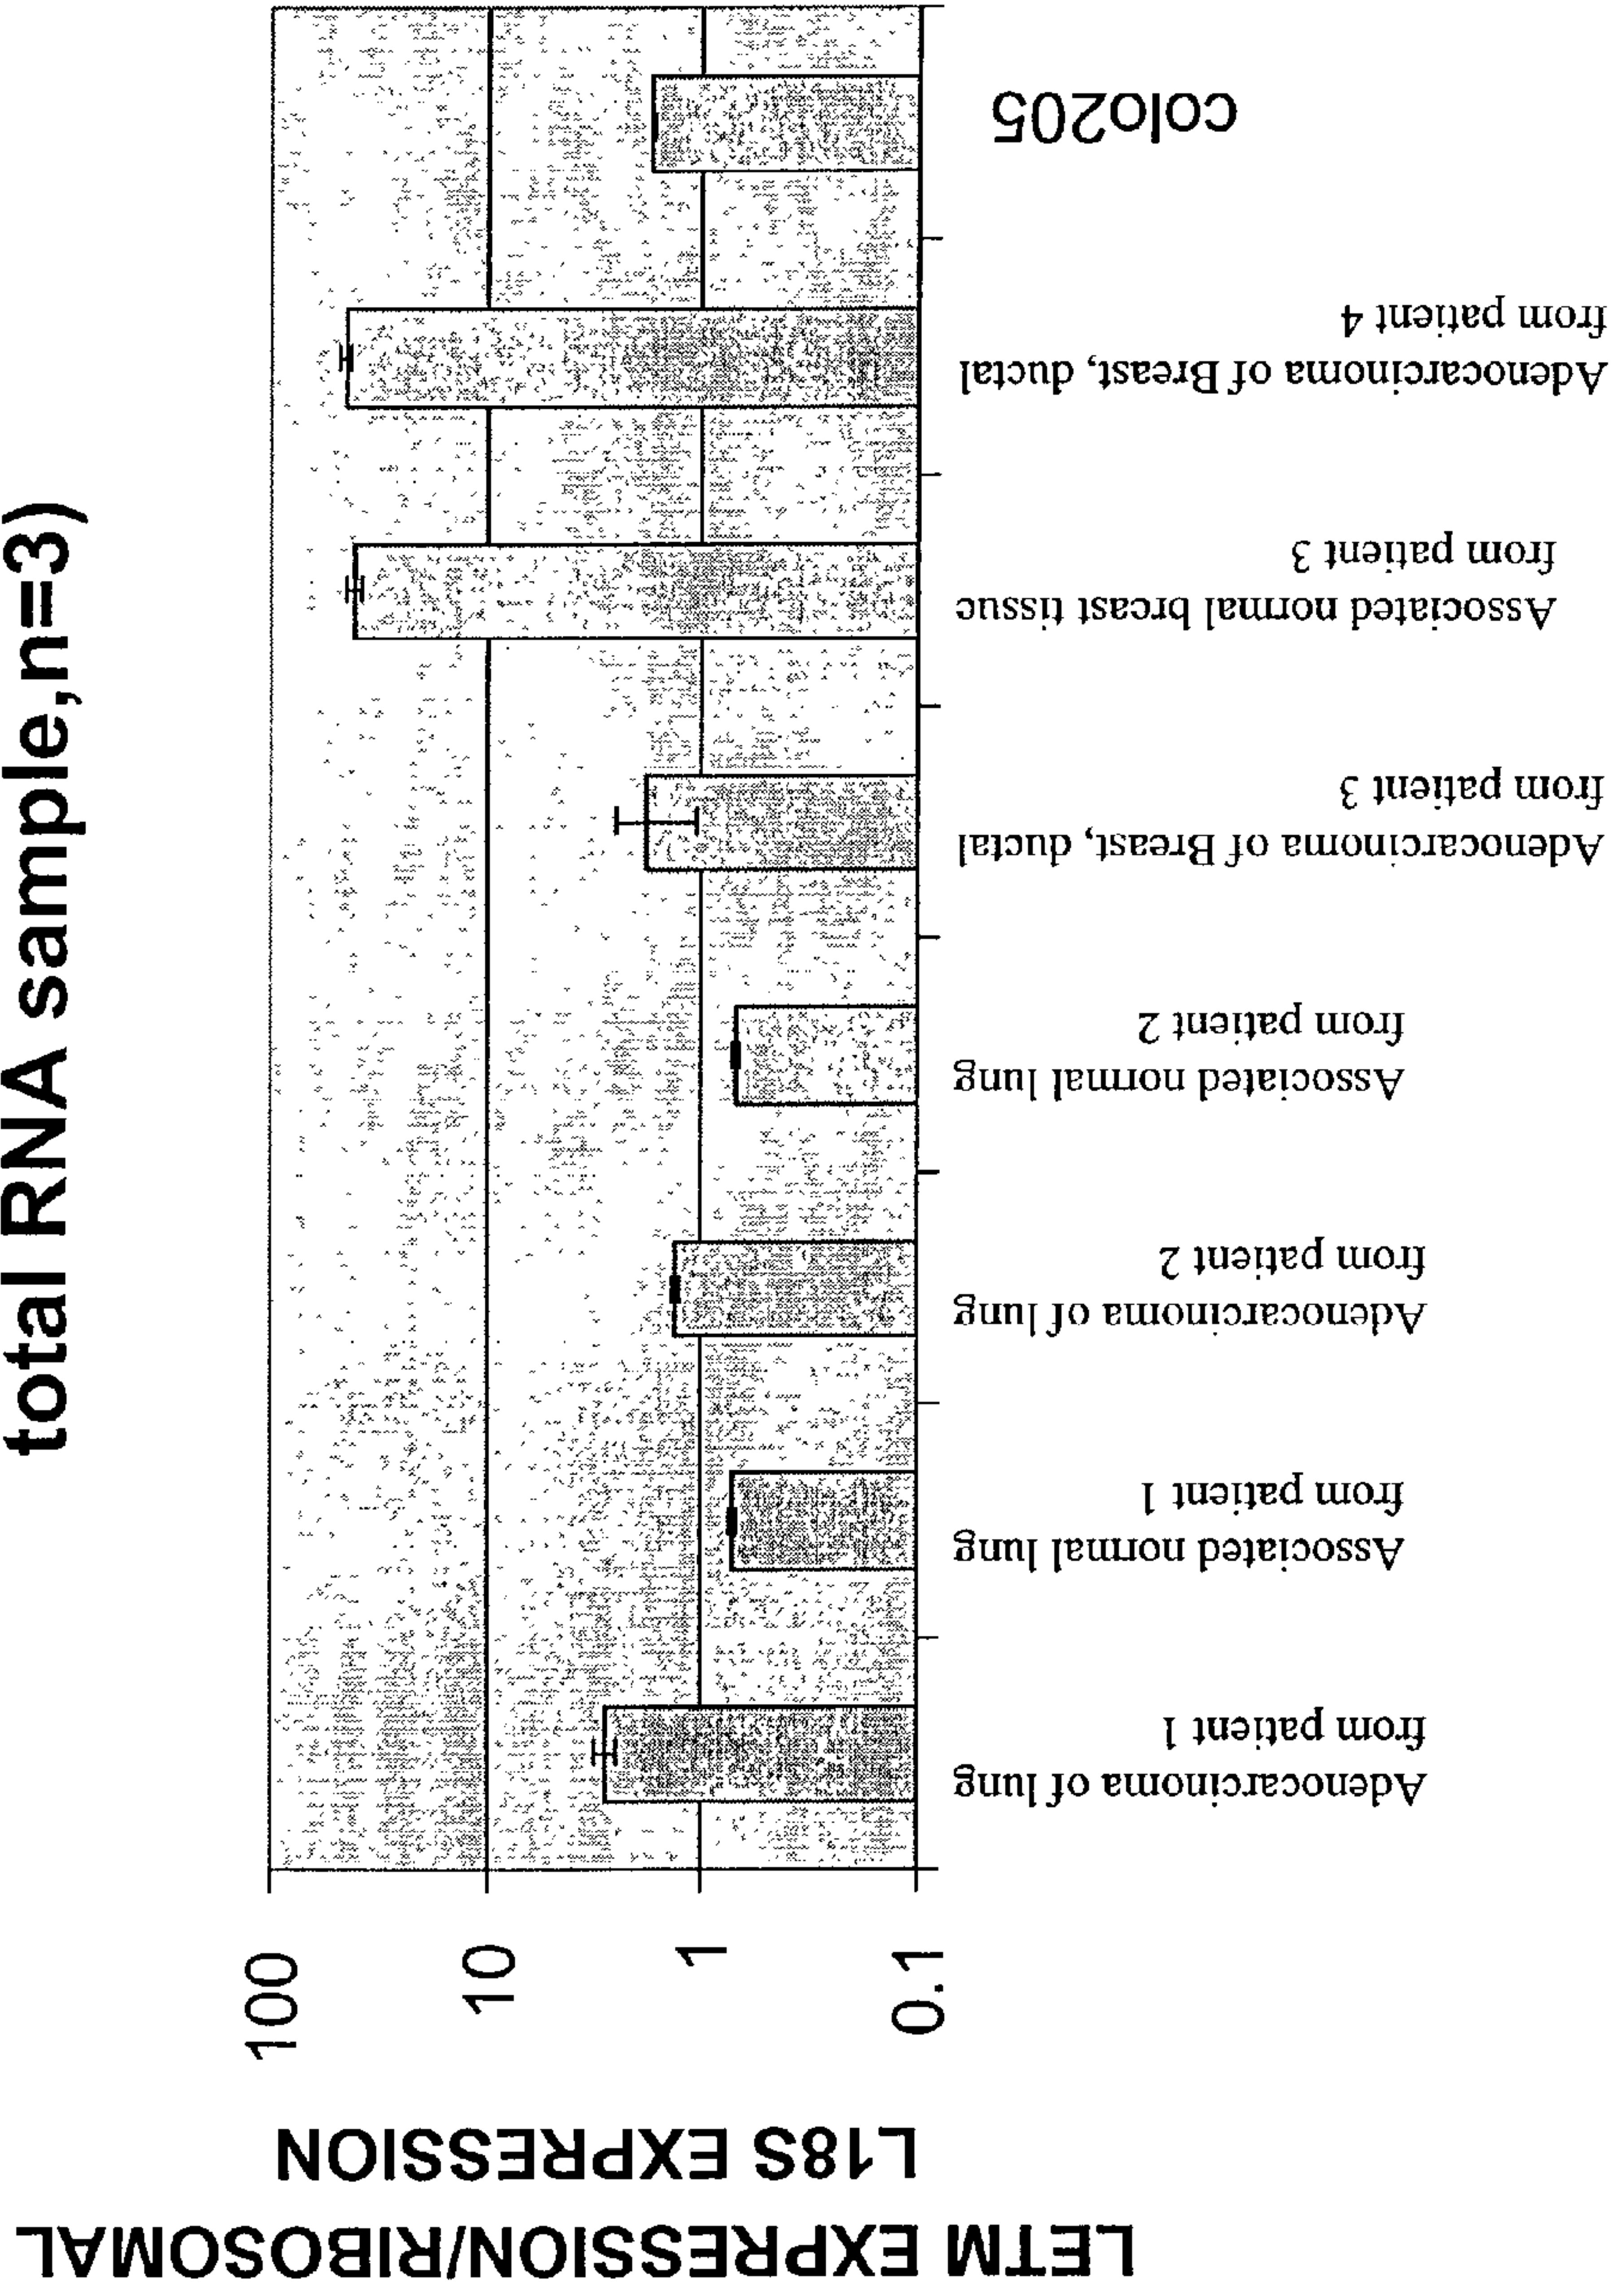 total RNA sample,n=3)
LETM EXPRESSION/RIBOSOMAL
L18S EXPRESSION
100
10
1
0.1
Adenocarcinoma of lung
from patient 1
Associated normal lung
from patient 1
Adenocarcinoma of lung
from patient 2
Associated normal lung
from patient 2
Adenocarcinoma of Breast, ductal
from patient 3
Associated normal breast tissue
from patient 3
Adenocarcinoma of Breast, ductal
from patient 4
colo205